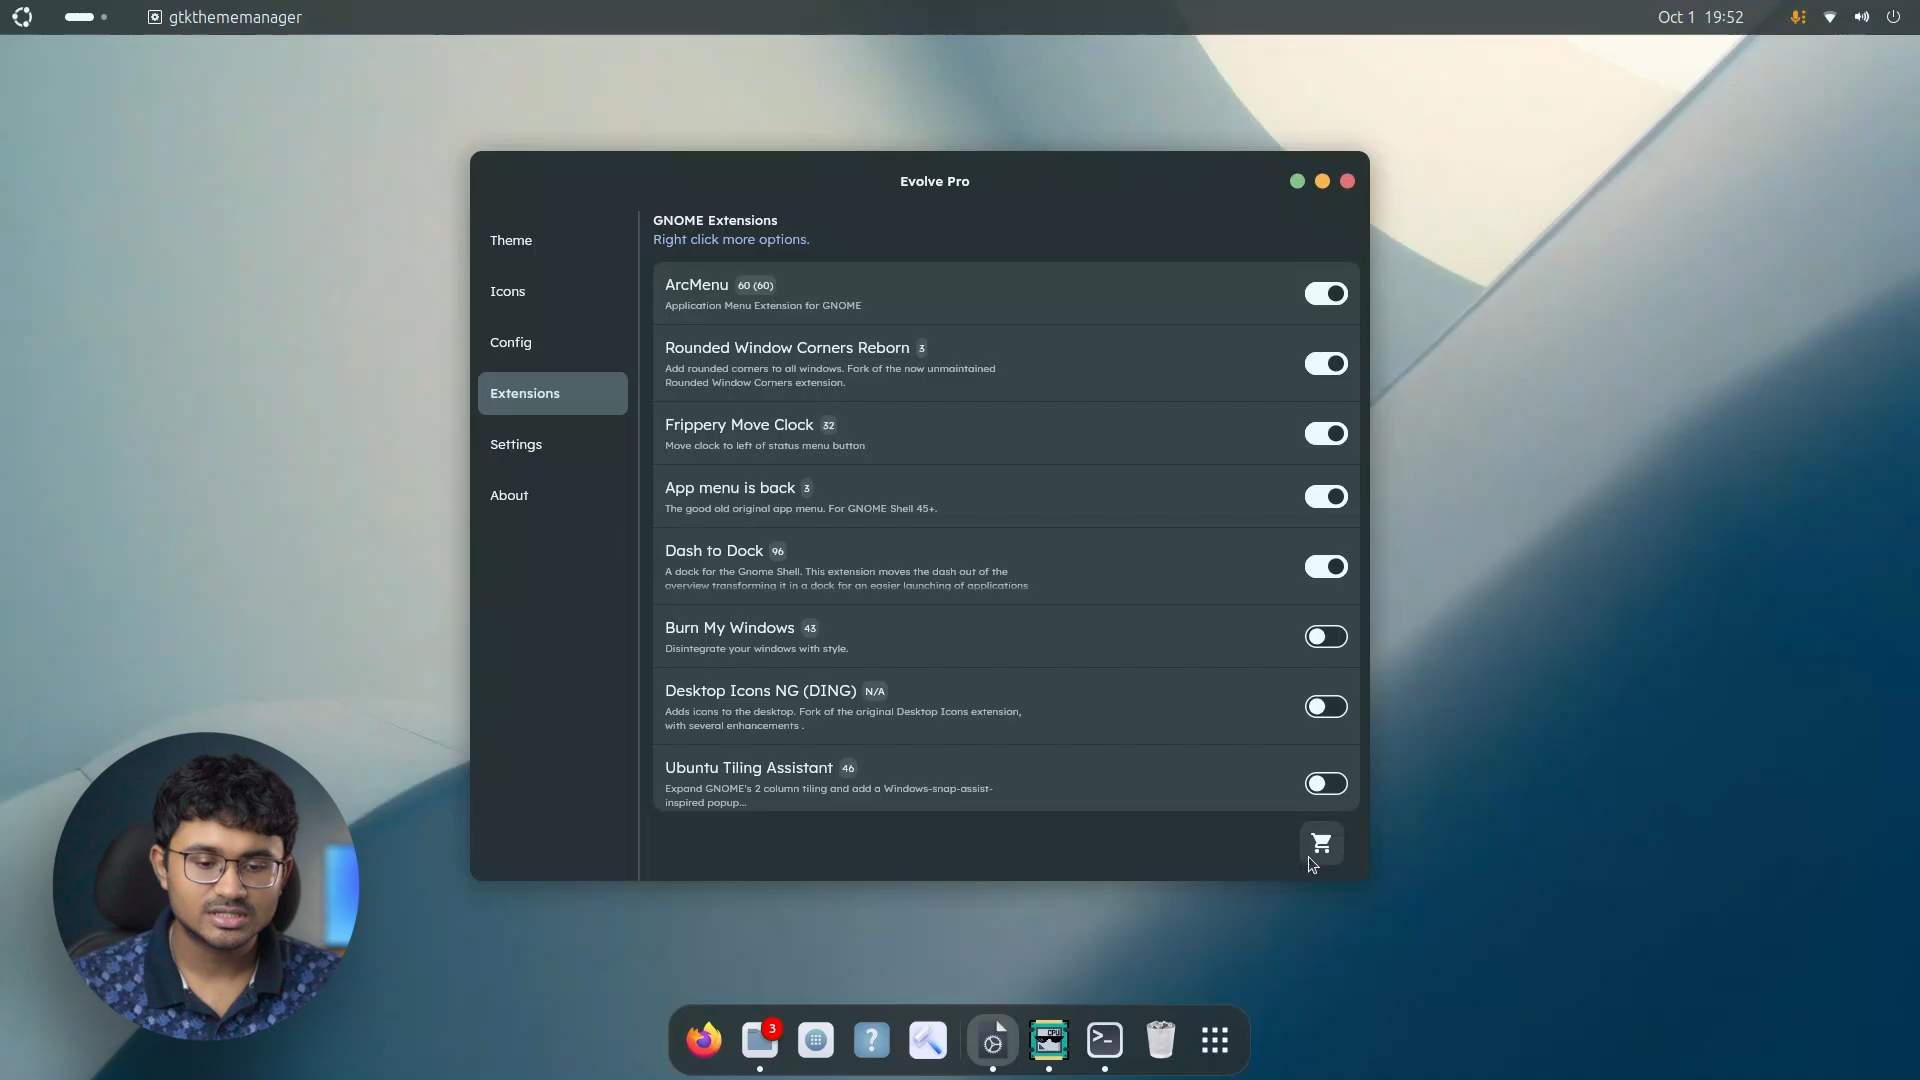 gtkthememanager
Oct 1 19:52
Evolve Pro
Theme
Icons
Config
Extensions
Settings
About
GNOME Extensions
Right click more options.
ArcMenu 60 (60)
Application Menu Extension for GNOME
Rounded Window Corners Reborn 3
Add rounded corners to all windows. Fork of the now unmaintained
Rounded Window Corners extension.
Frippery Move Clock 32
Move clock to left of status menu button
App menu is back 3
The good old original app menu. For GNOME Shell 45+.
Dash to Dock 96
A dock for the Gnome Shell. This extension moves the dash out of the
overview transforming it in a dock for an easier launching of applications
Burn My Windows 43
Disintegrate your windows with style.
Desktop Icons NG (DING) N/A
Adds icons to the desktop. Fork of the original Desktop Icons extension,
with several enhancements .
Ubuntu Tiling Assistant 46
Expand GNOME's 2 column tiling and add a Windows-snap-assist-
inspired popup...
3
?
CPU
>_